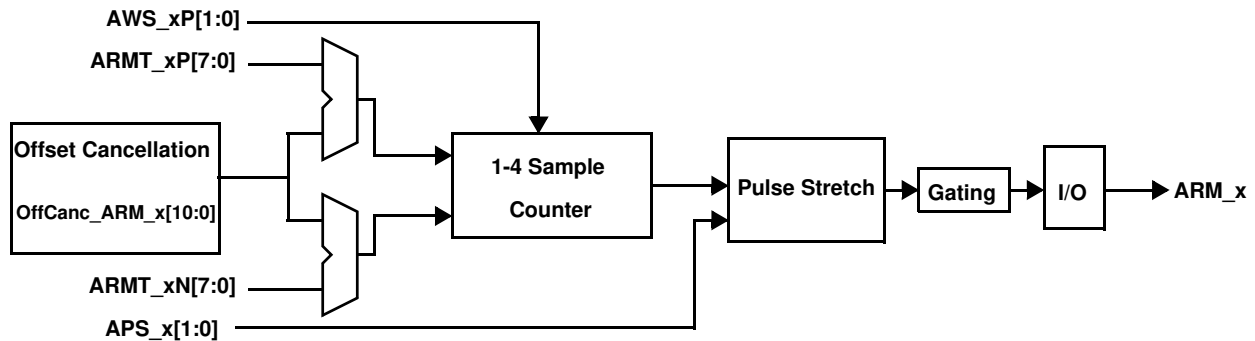 AWS_xP[1:0]
ARMT_xP[7:0]
Offset Cancellation
OffCanc_ARM_x[10:0]
1-4 Sample
Counter
Pulse Stretch
Gating
I/O
ARM_x
ARMT_xN[7:0]
APS_x[1:0]